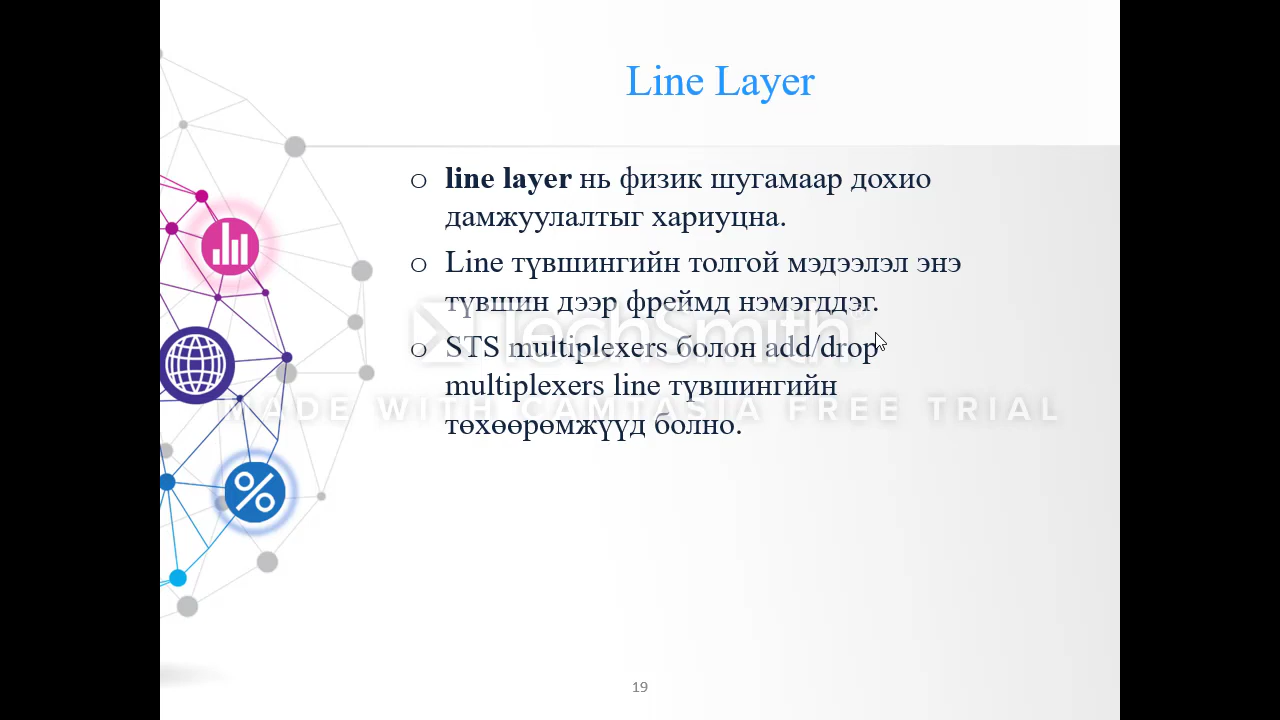 Line Layer
o line layer нь физик шугамаар дохио
дамжуулалтыг хариуцна.
o Line түвшингийн толгой мэдээлэл энэ
түвшин дээр фреймд нэмэгддэг.
TechSmith
o STS multiplexers болон add/drop
multiplexers line түвшингийн
MADE WITH CAMTASIA FREE TRIAL
төхөөрөмжүүд болно.
%
19